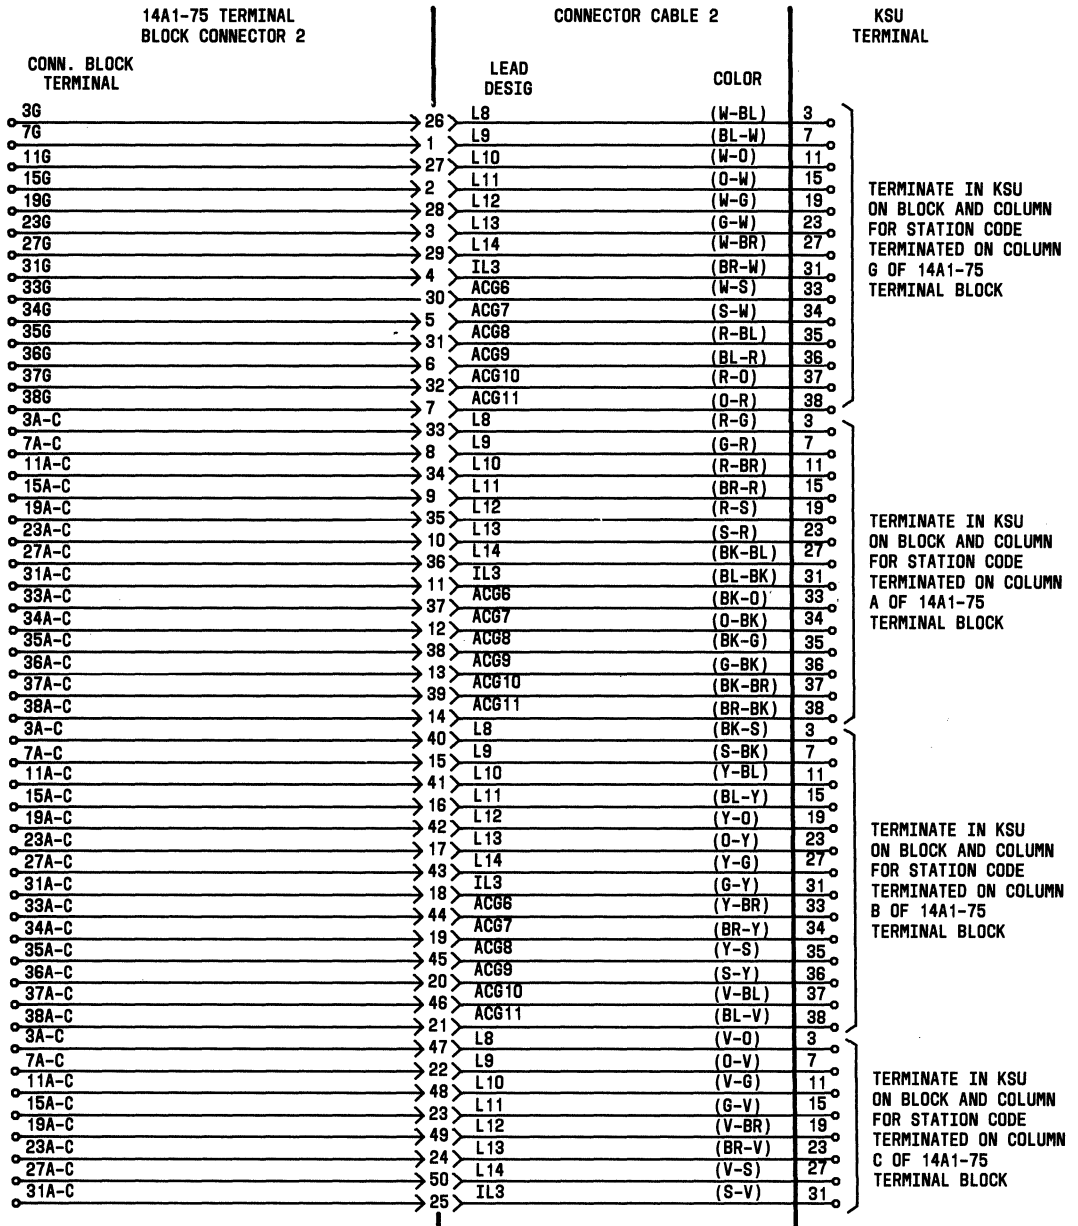 14A1-75 TERMINAL BLOCK CONNECTOR 2 CONNECTOR CABLE 2 KSU TERMINAL
CONN. BLOCK TERMINAL LEAD DESIG COLOR
3G 26 L8 (W-BL) 3
7G 1 L9 (BL-W) 7
11G 27 L10 (W-O) 11
15G 2 L11 (O-W) 15
19G 28 L12 (W-G) 19
23G 3 L13 (G-W) 23
27G 29 L14 (W-BR) 27
31G 4 IL3 (BR-W) 31
33G 30 ACG6 (W-S) 33
34G 5 ACG7 (S-W) 34
35G 31 ACG8 (R-BL) 35
36G 6 ACG9 (BL-R) 36
37G 32 ACG10 (R-O) 37
38G 7 ACG11 (O-R) 38
TERMINATE IN KSU
ON BLOCK AND COLUMN
FOR STATION CODE
TERMINATED ON COLUMN
G OF 14A1-75
TERMINAL BLOCK
3A-C 33 L8 (R-G) 3
7A-C 8 L9 (G-R) 7
11A-C 34 L10 (R-BR) 11
15A-C 9 L11 (BR-R) 15
19A-C 35 L12 (R-S) 19
23A-C 10 L13 (S-R) 23
27A-C 36 L14 (BK-BL) 27
31A-C 11 IL3 (BL-BK) 31
33A-C 37 ACG6 (BK-O) 33
34A-C 12 ACG7 (O-BK) 34
35A-C 38 ACG8 (BK-G) 35
36A-C 13 ACG9 (G-BK) 36
37A-C 39 ACG10 (BK-BR) 37
38A-C 14 ACG11 (BR-BK) 38
TERMINATE IN KSU
ON BLOCK AND COLUMN
FOR STATION CODE
TERMINATED ON COLUMN
A OF 14A1-75
TERMINAL BLOCK
3A-C 40 L8 (BK-S) 3
7A-C 15 L9 (S-BK) 7
11A-C 41 L10 (Y-BL) 11
15A-C 16 L11 (BL-Y) 15
19A-C 42 L12 (Y-O) 19
23A-C 17 L13 (O-Y) 23
27A-C 43 L14 (Y-G) 27
31A-C 18 IL3 (G-Y) 31
33A-C 44 ACG6 (Y-BR) 33
34A-C 19 ACG7 (BR-Y) 34
35A-C 45 ACG8 (Y-S) 35
36A-C 20 ACG9 (S-Y) 36
37A-C 46 ACG10 (V-BL) 37
38A-C 21 ACG11 (BL-V) 38
TERMINATE IN KSU
ON BLOCK AND COLUMN
FOR STATION CODE
TERMINATED ON COLUMN
B OF 14A1-75
TERMINAL BLOCK
3A-C 47 L8 (V-O) 3
7A-C 22 L9 (O-V) 7
11A-C 48 L10 (V-G) 11
15A-C 23 L11 (G-V) 15
19A-C 49 L12 (V-BR) 19
23A-C 24 L13 (BR-V) 23
27A-C 50 L14 (V-S) 27
31A-C 25 IL3 (S-V) 31
TERMINATE IN KSU
ON BLOCK AND COLUMN
FOR STATION CODE
TERMINATED ON COLUMN
C OF 14A1-75
TERMINAL BLOCK